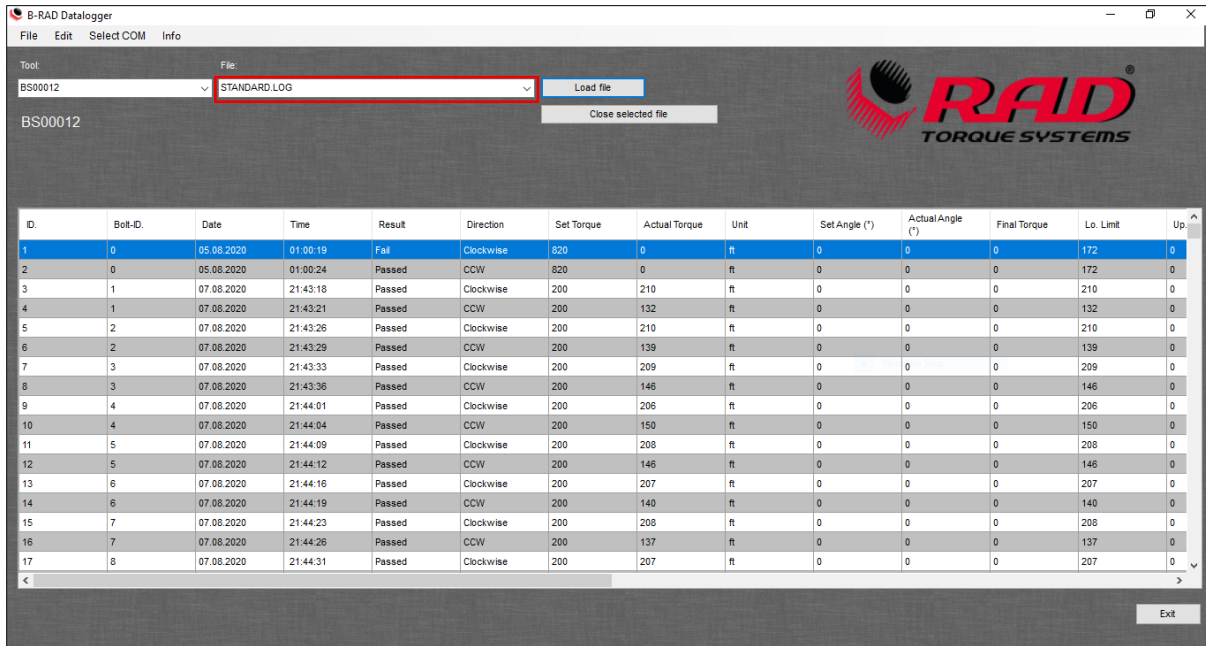 B-RAD Datalogger
File Edit Select COM Info
Tool: File:
BS00012 STANDARD.LOG Load file
Close selected file
BS00012
RAD®
TORQUE SYSTEMS
ID. Bolt-ID. Date Time Result Direction Set Torque Actual Torque Unit Set Angle (°) Actual Angle (°) Final Torque Lo. Limit Up.
1 0 05.08.2020 01:00:19 Fail Clockwise 820 0 ft 0 0 0 172 0
2 0 05.08.2020 01:00:24 Passed CCW 820 0 ft 0 0 0 172 0
3 1 07.08.2020 21:43:18 Passed Clockwise 200 210 ft 0 0 0 210 0
4 1 07.08.2020 21:43:21 Passed CCW 200 132 ft 0 0 0 132 0
5 2 07.08.2020 21:43:26 Passed Clockwise 200 210 ft 0 0 0 210 0
6 2 07.08.2020 21:43:29 Passed CCW 200 139 ft 0 0 0 139 0
7 3 07.08.2020 21:43:33 Passed Clockwise 200 209 ft 0 0 0 209 0
8 3 07.08.2020 21:43:36 Passed CCW 200 146 ft 0 0 0 146 0
9 4 07.08.2020 21:44:01 Passed Clockwise 200 206 ft 0 0 0 206 0
10 4 07.08.2020 21:44:04 Passed CCW 200 150 ft 0 0 0 150 0
11 5 07.08.2020 21:44:09 Passed Clockwise 200 208 ft 0 0 0 208 0
12 5 07.08.2020 21:44:12 Passed CCW 200 146 ft 0 0 0 146 0
13 6 07.08.2020 21:44:16 Passed Clockwise 200 207 ft 0 0 0 207 0
14 6 07.08.2020 21:44:19 Passed CCW 200 140 ft 0 0 0 140 0
15 7 07.08.2020 21:44:23 Passed Clockwise 200 208 ft 0 0 0 208 0
16 7 07.08.2020 21:44:26 Passed CCW 200 137 ft 0 0 0 137 0
17 8 07.08.2020 21:44:31 Passed Clockwise 200 207 ft 0 0 0 207 0
Exit